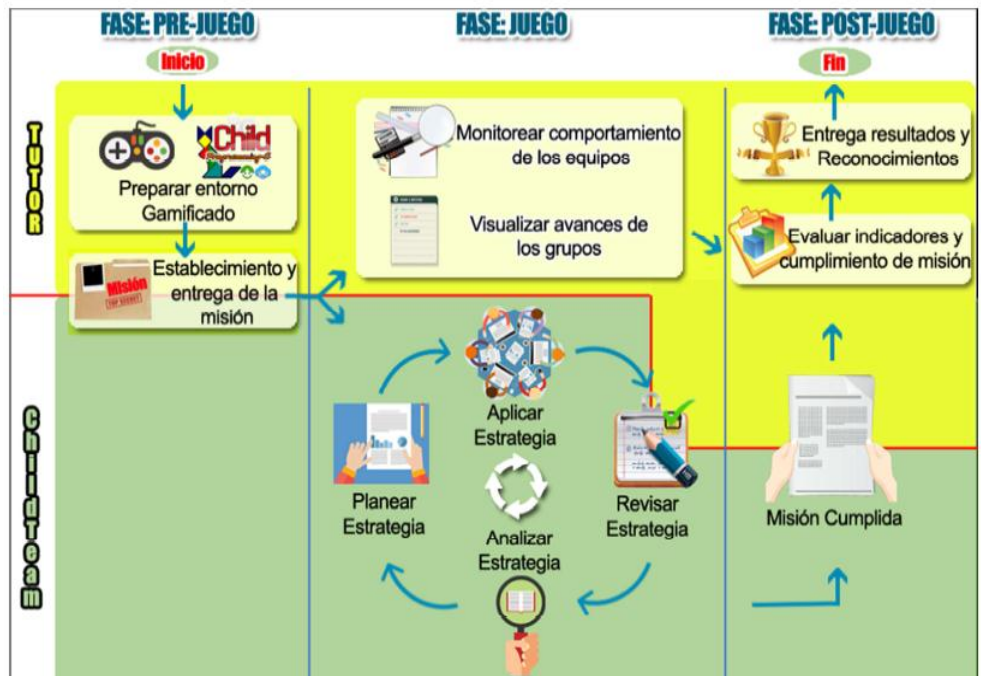 FASE: PRE-JUEGO
FASE: JUEGO
FASE: POST-JUEGO
Inicio
Fin
TUTOR
Child
Preparar entorno
Gamificado
Misión
TOP SECRET
Establecimiento y
entrega de la
misión
Monitorear comportamiento
de los equipos
Visualizar avances de
los grupos
Entrega resultados y
Reconocimientos
Evaluar indicadores y
cumplimiento de misión
ChildTeam
Aplicar
Estrategia
Planear
Estrategia
Revisar
Estrategia
Analizar
Estrategia
Misión Cumplida